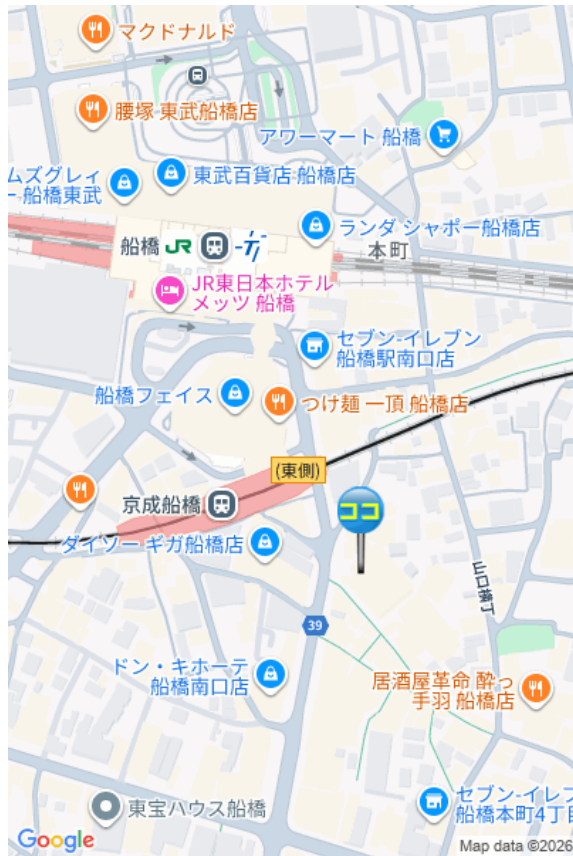 マクドナルド
腰塚 東武船橋店
アワーマート 船橋
ムズグレィ
ー 船橋東武
東武百貨店 船橋店
ランダ シャポー船橋店
本町
船橋 JR
JR東日本ホテル
メッツ 船橋
セブン-イレブン
船橋駅南口店
船橋フェイス
つけ麺 一頂 船橋店
(東側)
京成船橋
ココ
ダイソー ギガ船橋店
山口横丁
39
ドン・キホーテ
船橋南口店
居酒屋革命 酔っ
手羽 船橋店
セブン-イレブ
船橋本町4丁目
東宝ハウス船橋
Google
Map data ©2026